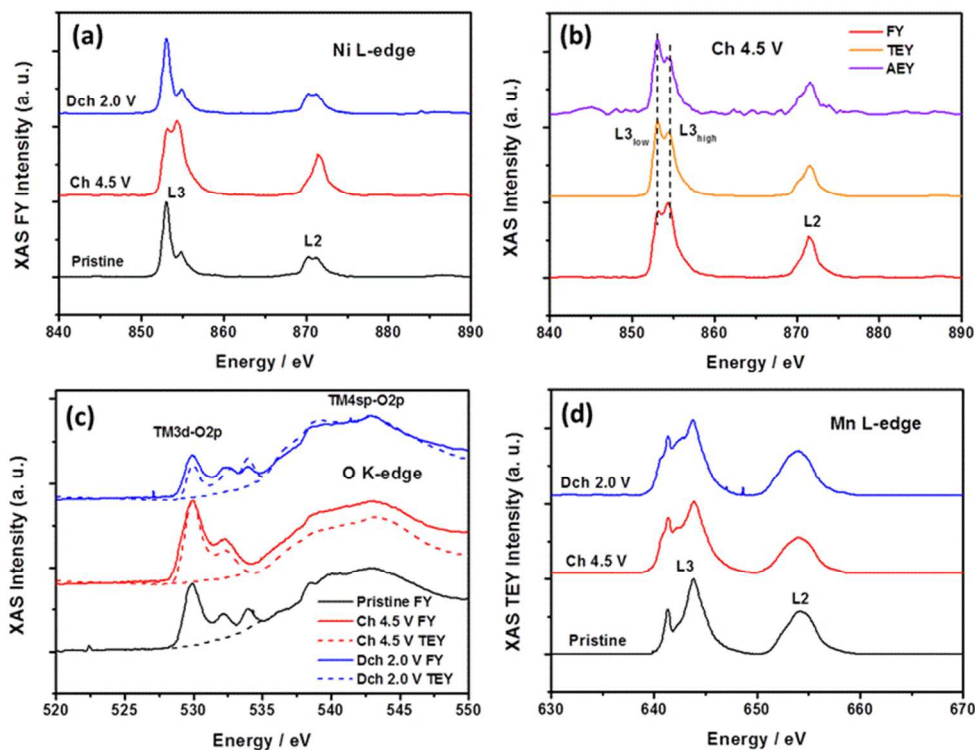 (a)
Ni L-edge
Dch 2.0 V
Ch 4.5 V
L3
L2
Pristine
XAS FY Intensity (a. u.)
840 850 860 870 880 890
Energy / eV
(b)
Ch 4.5 V
FY
TEY
AEY
L3low
L3high
L2
XAS Intensity (a. u.)
840 850 860 870 880 890
Energy / eV
(c)
TM4sp-O2p
TM3d-O2p
O K-edge
Pristine FY
Ch 4.5 V FY
Ch 4.5 V TEY
Dch 2.0 V FY
Dch 2.0 V TEY
XAS Intensity (a. u.)
520 525 530 535 540 545 550
Energy / eV
(d)
Mn L-edge
Dch 2.0 V
Ch 4.5 V
L3
L2
Pristine
XAS TEY Intensity (a. u.)
630 640 650 660 670
Energy / eV